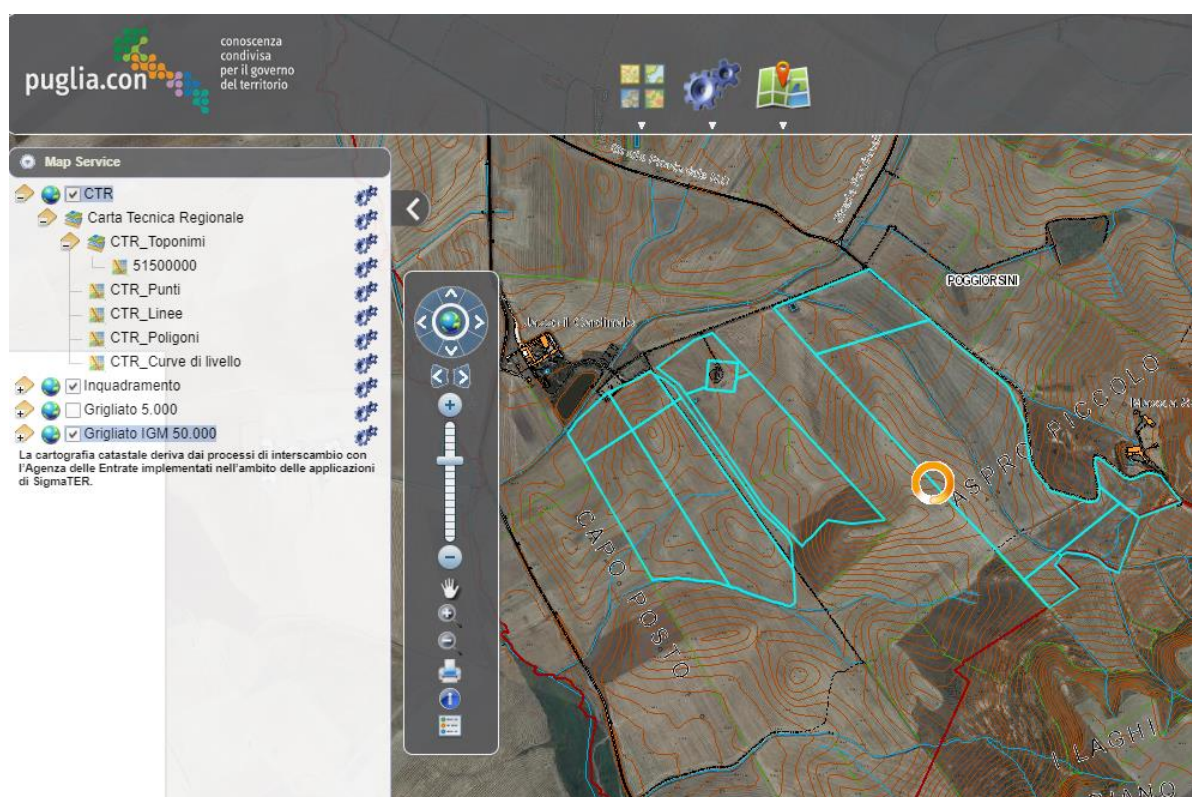 puglia.con
conoscenza
condivisa
per il governo
del territorio
Map Service
CTR
Carta Tecnica Regionale
CTR_Toponimi
51500000
CTR_Punti
CTR_Linee
CTR_Poligoni
CTR_Curve di livello
Inquadramento
Grigliato 5.000
Grigliato IGM 50.000
La cartografia catastale deriva dai processi di interscambio con
l'Agenzia delle Entrate implementati nell'ambito delle applicazioni
di SigmaTER.
POGGIORSINI
ASPRO PICCOLO
CAPO POSTO
I LAGHI